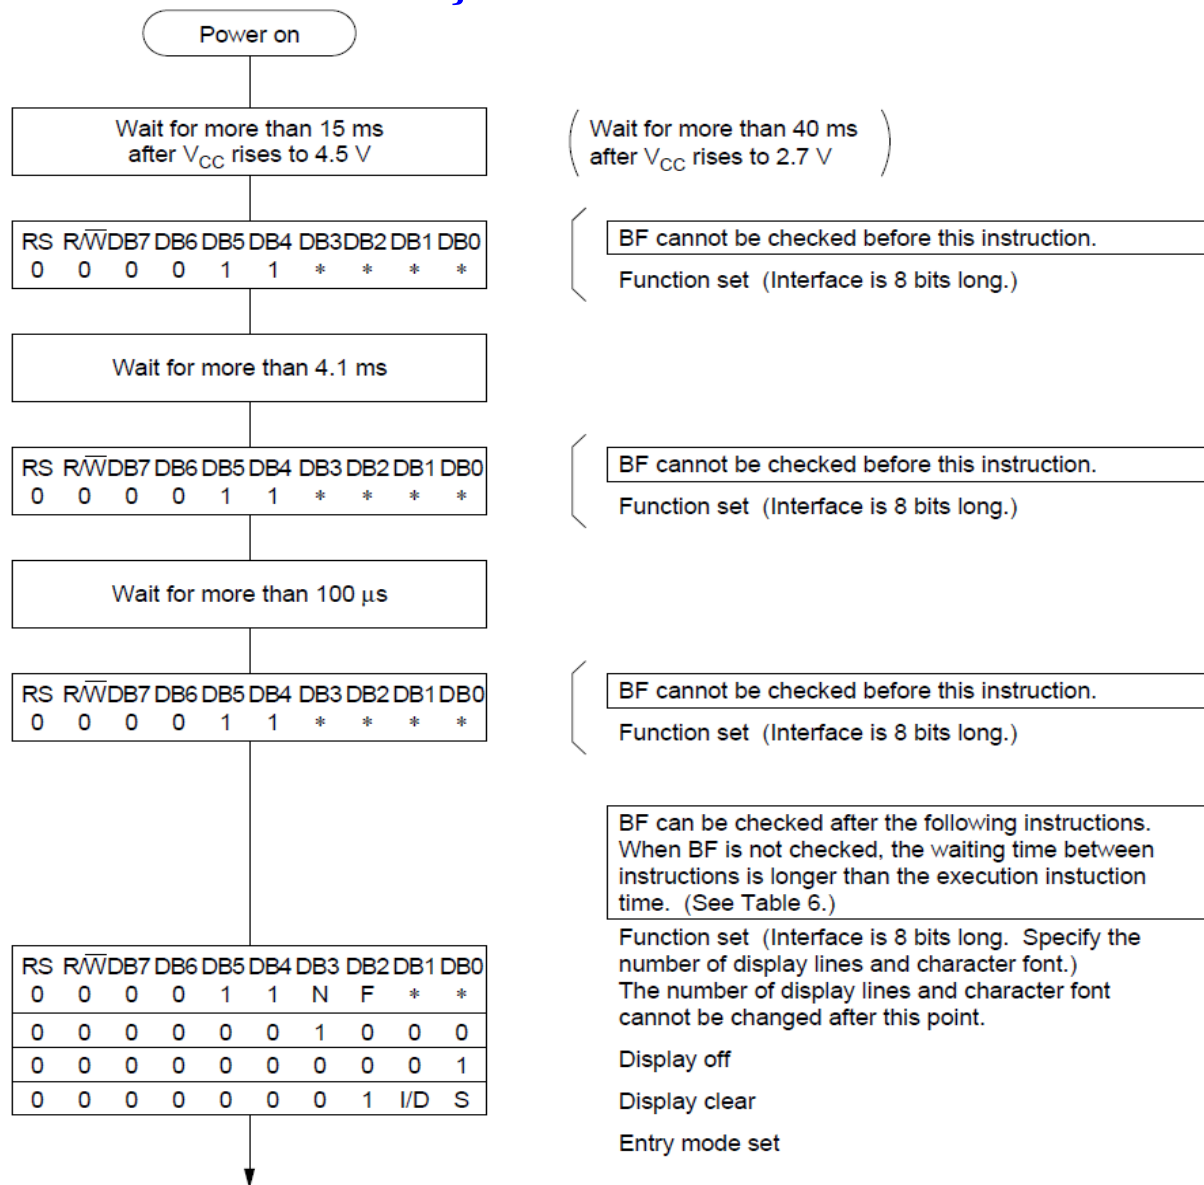 Power on
Wait for more than 15 ms
after VCC rises to 4.5 V
Wait for more than 40 ms
after VCC rises to 2.7 V
RS R/W̅ DB7 DB6 DB5 DB4 DB3 DB2 DB1 DB0
0 0 0 0 1 1 * * * *
BF cannot be checked before this instruction.
Function set (Interface is 8 bits long.)
Wait for more than 4.1 ms
RS R/W̅ DB7 DB6 DB5 DB4 DB3 DB2 DB1 DB0
0 0 0 0 1 1 * * * *
BF cannot be checked before this instruction.
Function set (Interface is 8 bits long.)
Wait for more than 100 μs
RS R/W̅ DB7 DB6 DB5 DB4 DB3 DB2 DB1 DB0
0 0 0 0 1 1 * * * *
BF cannot be checked before this instruction.
Function set (Interface is 8 bits long.)
BF can be checked after the following instructions.
When BF is not checked, the waiting time between
instructions is longer than the execution instuction
time. (See Table 6.)
RS R/W̅ DB7 DB6 DB5 DB4 DB3 DB2 DB1 DB0
0 0 0 0 1 1 N F * *
0 0 0 0 0 0 1 0 0 0
0 0 0 0 0 0 0 0 0 1
0 0 0 0 0 0 0 1 I/D S
Function set (Interface is 8 bits long. Specify the
number of display lines and character font.)
The number of display lines and character font
cannot be changed after this point.
Display off
Display clear
Entry mode set